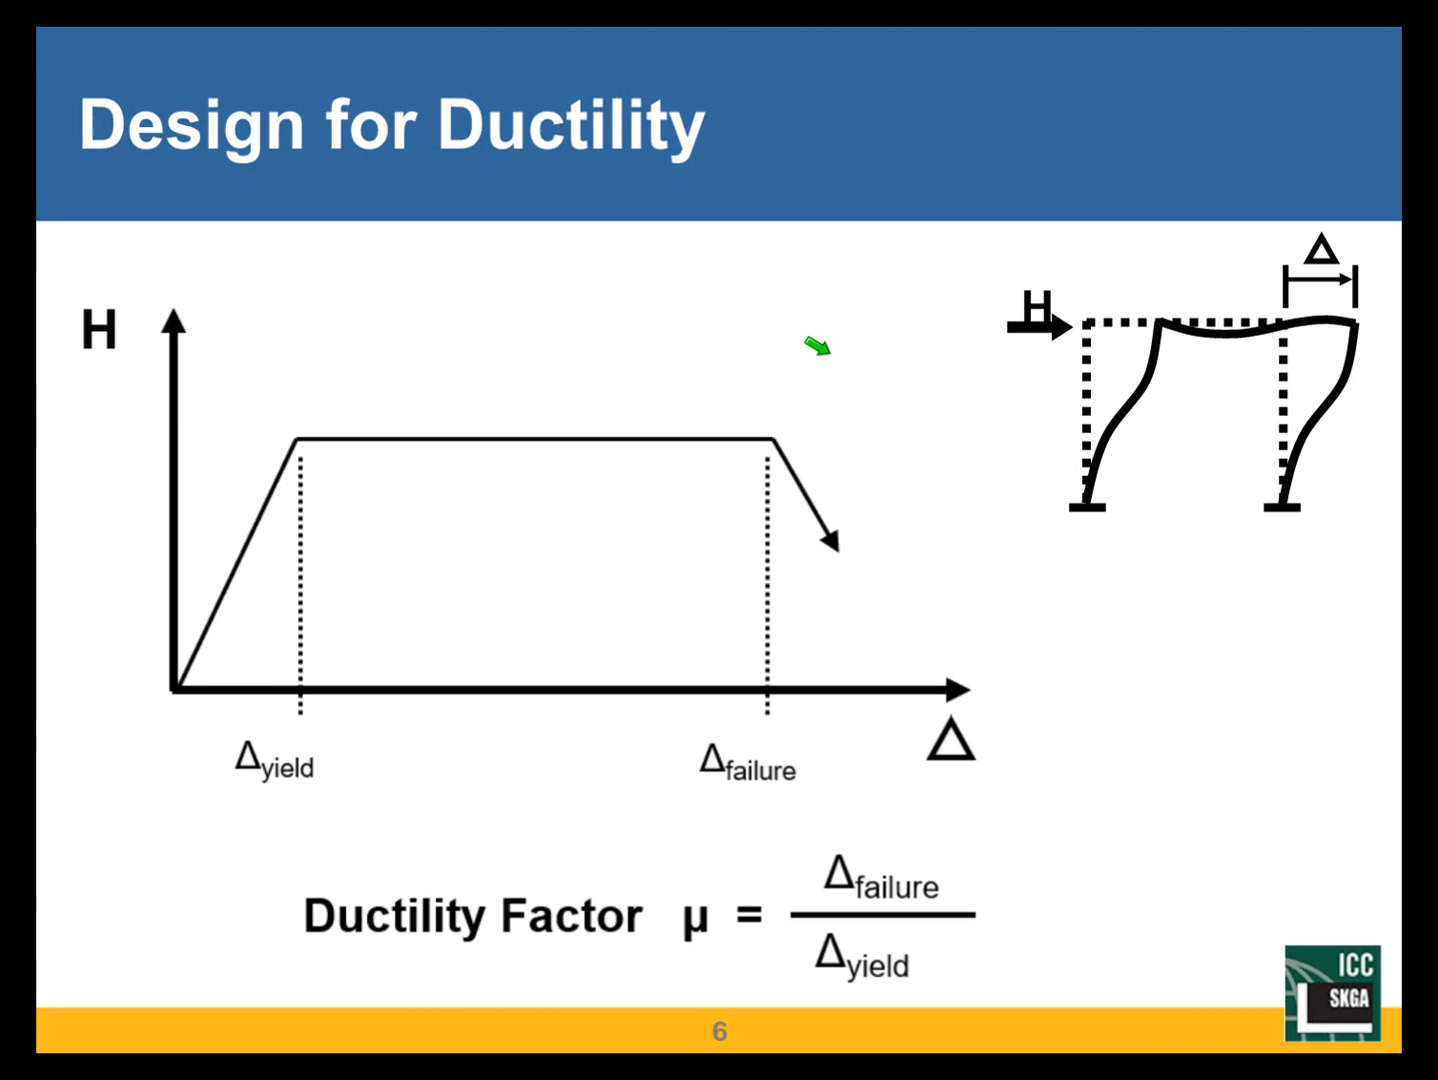 Design for Ductility
Δ
H
H
Δyield
Δfailure
Δ
Ductility Factor μ = Δfailure
Δyield
ICC
SKGA
6